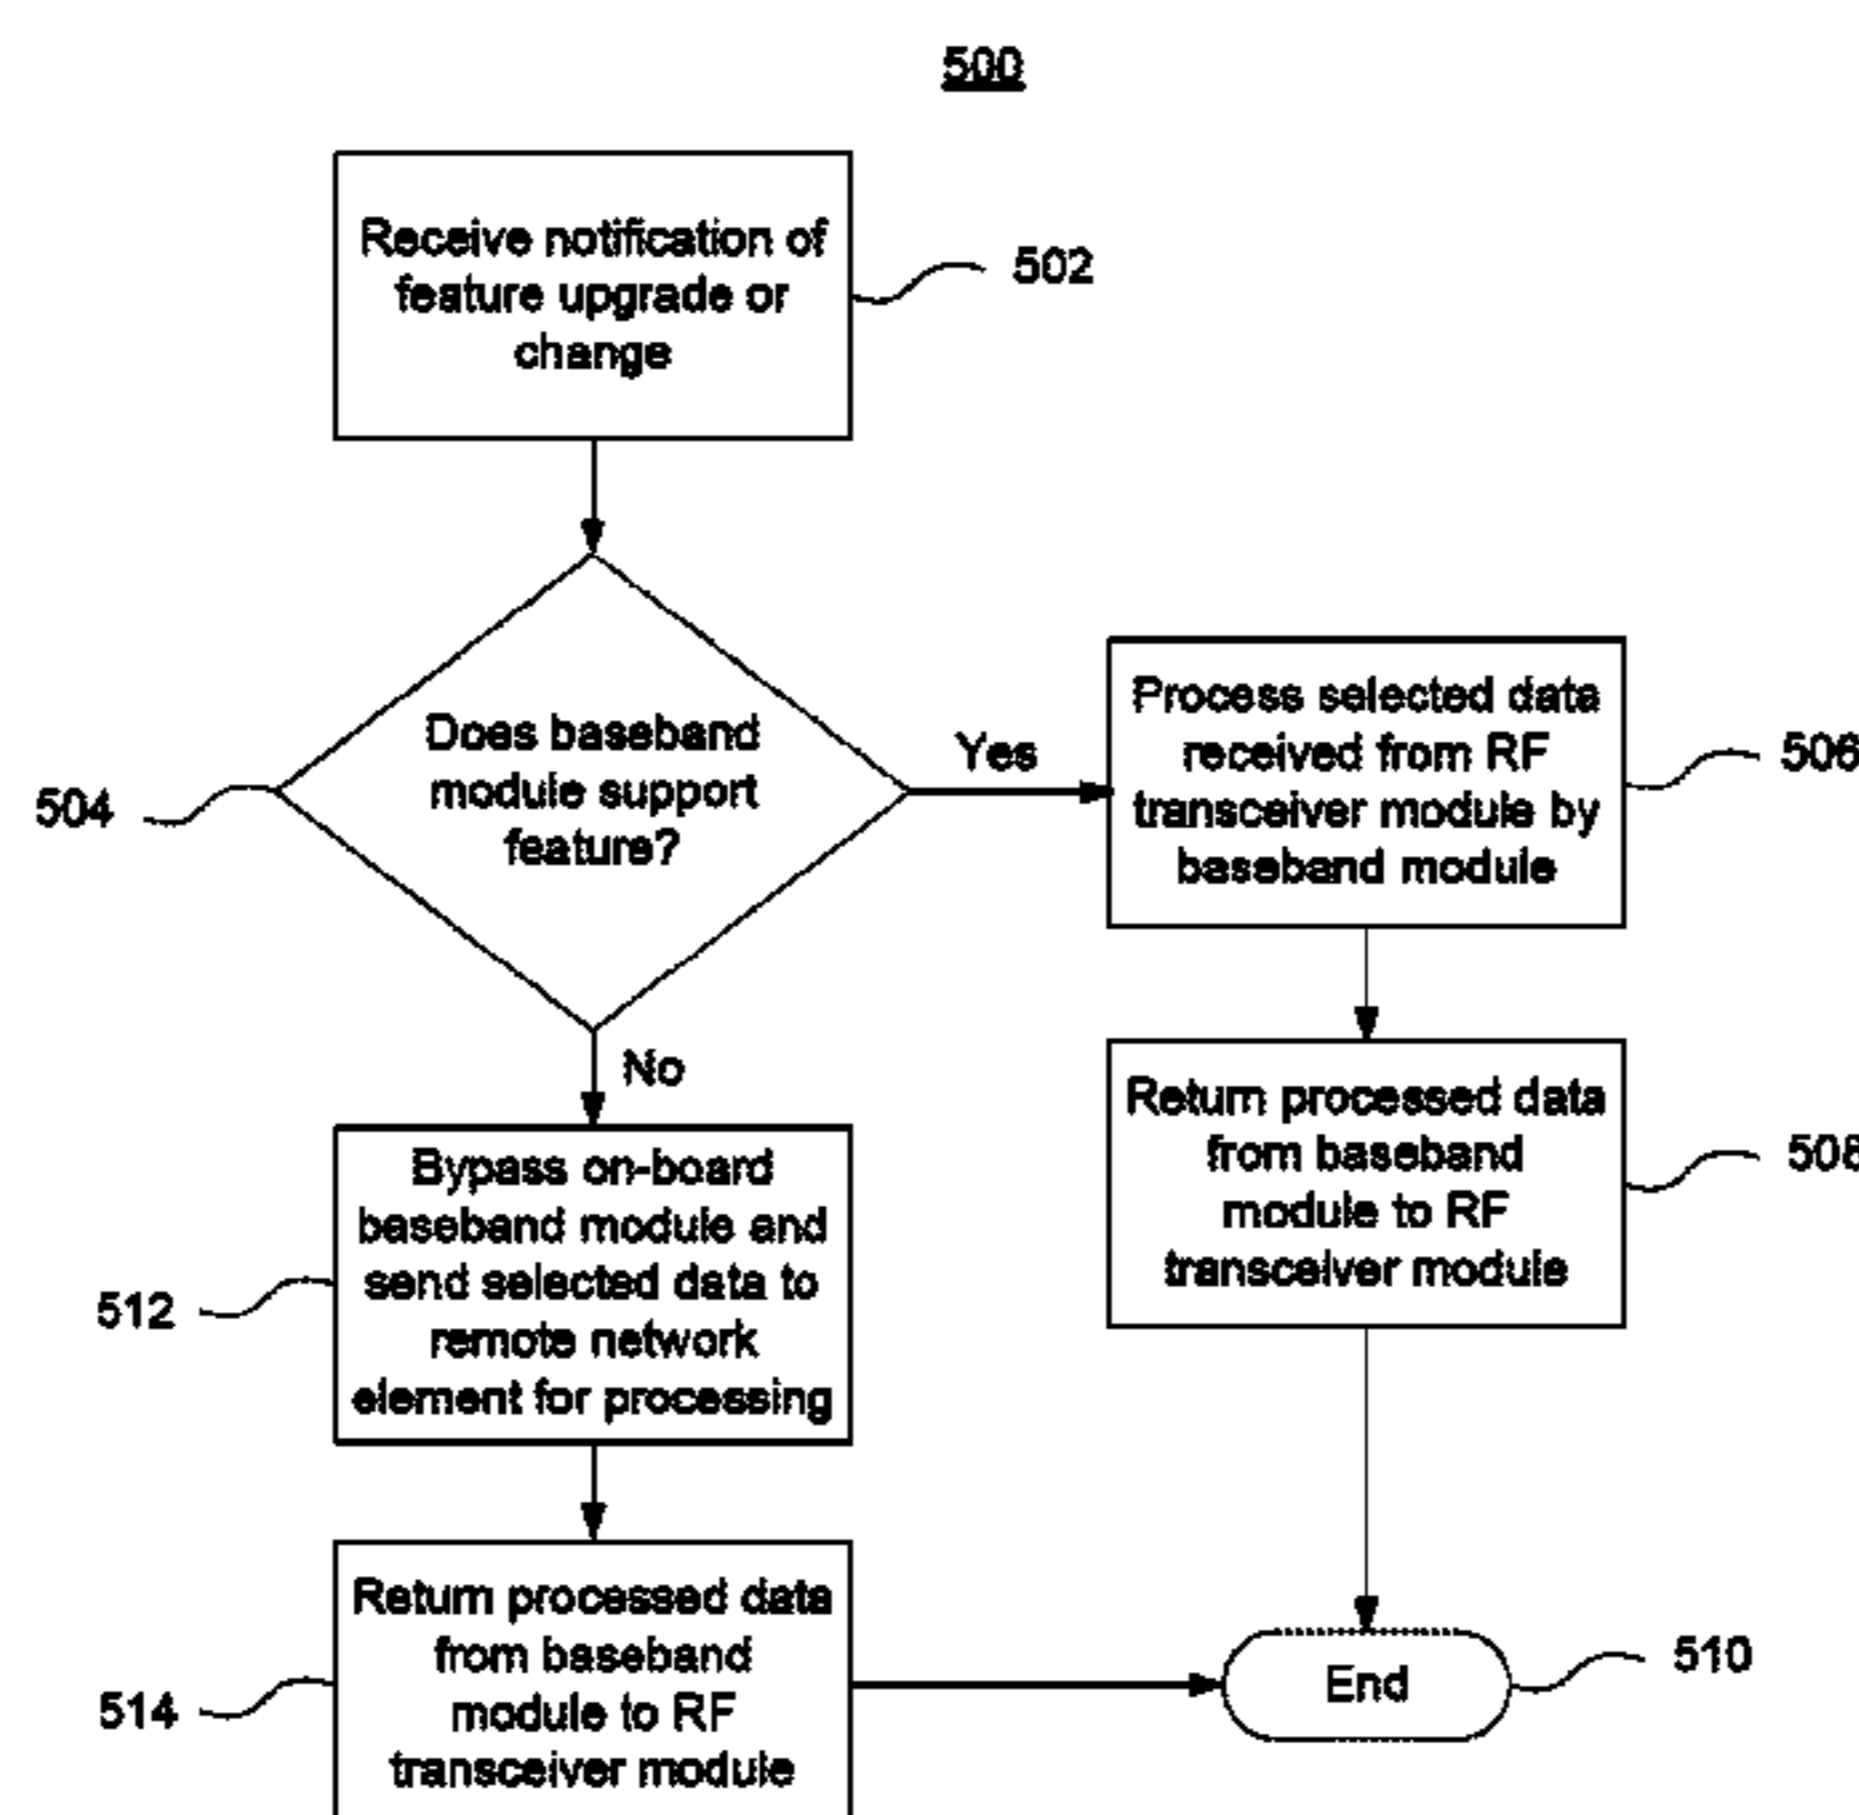 500
Receive notification of
feature upgrade or
change
502
Does baseband
module support
feature?
504
Yes
Process selected data
received from RF
transceiver module by
baseband module
506
No
Return processed data
from baseband
module to RF
transceiver module
508
Bypass on-board
baseband module and
send selected data to
remote network
element for processing
512
Return processed data
from baseband
module to RF
transceiver module
514
End
510